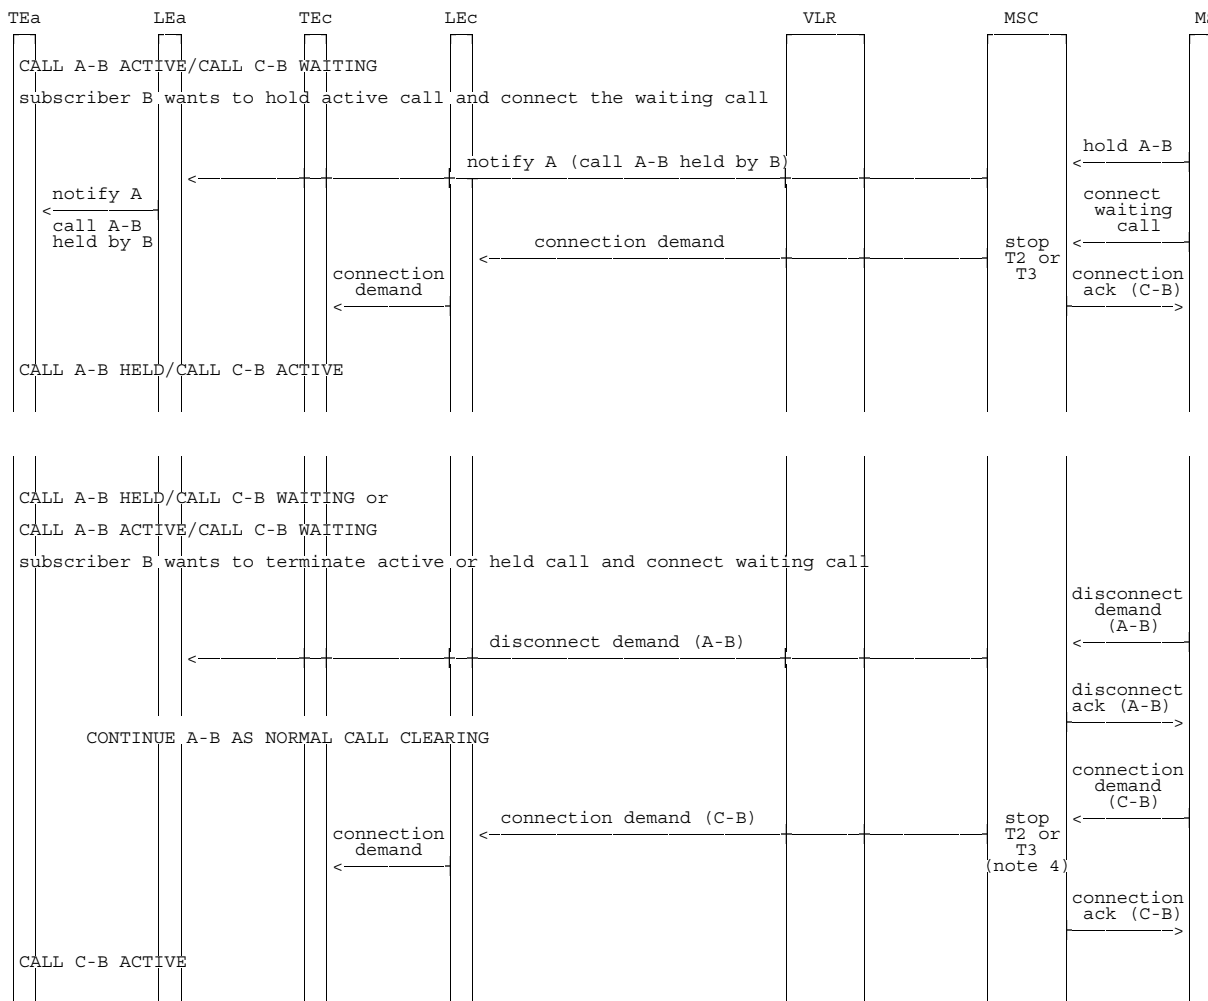 TEa LEa TEc LEc VLR MSC
CALL A-B ACTIVE/CALL C-B WAITING
subscriber B wants to hold active call and connect the waiting call
hold A-B
notify A (call A-B held by B)
notify A
call A-B
held by B
connect
waiting
call
connection demand
stop
T2 or
T3
connection
demand
connection
ack (C-B)
CALL A-B HELD/CALL C-B ACTIVE
CALL A-B HELD/CALL C-B WAITING or
CALL A-B ACTIVE/CALL C-B WAITING
subscriber B wants to terminate active or held call and connect waiting call
disconnect
demand
(A-B)
disconnect demand (A-B)
disconnect
ack (A-B)
CONTINUE A-B AS NORMAL CALL CLEARING
connection
demand
(C-B)
connection demand (C-B)
stop
T2 or
T3
(note 4)
connection
demand
connection
ack (C-B)
CALL C-B ACTIVE